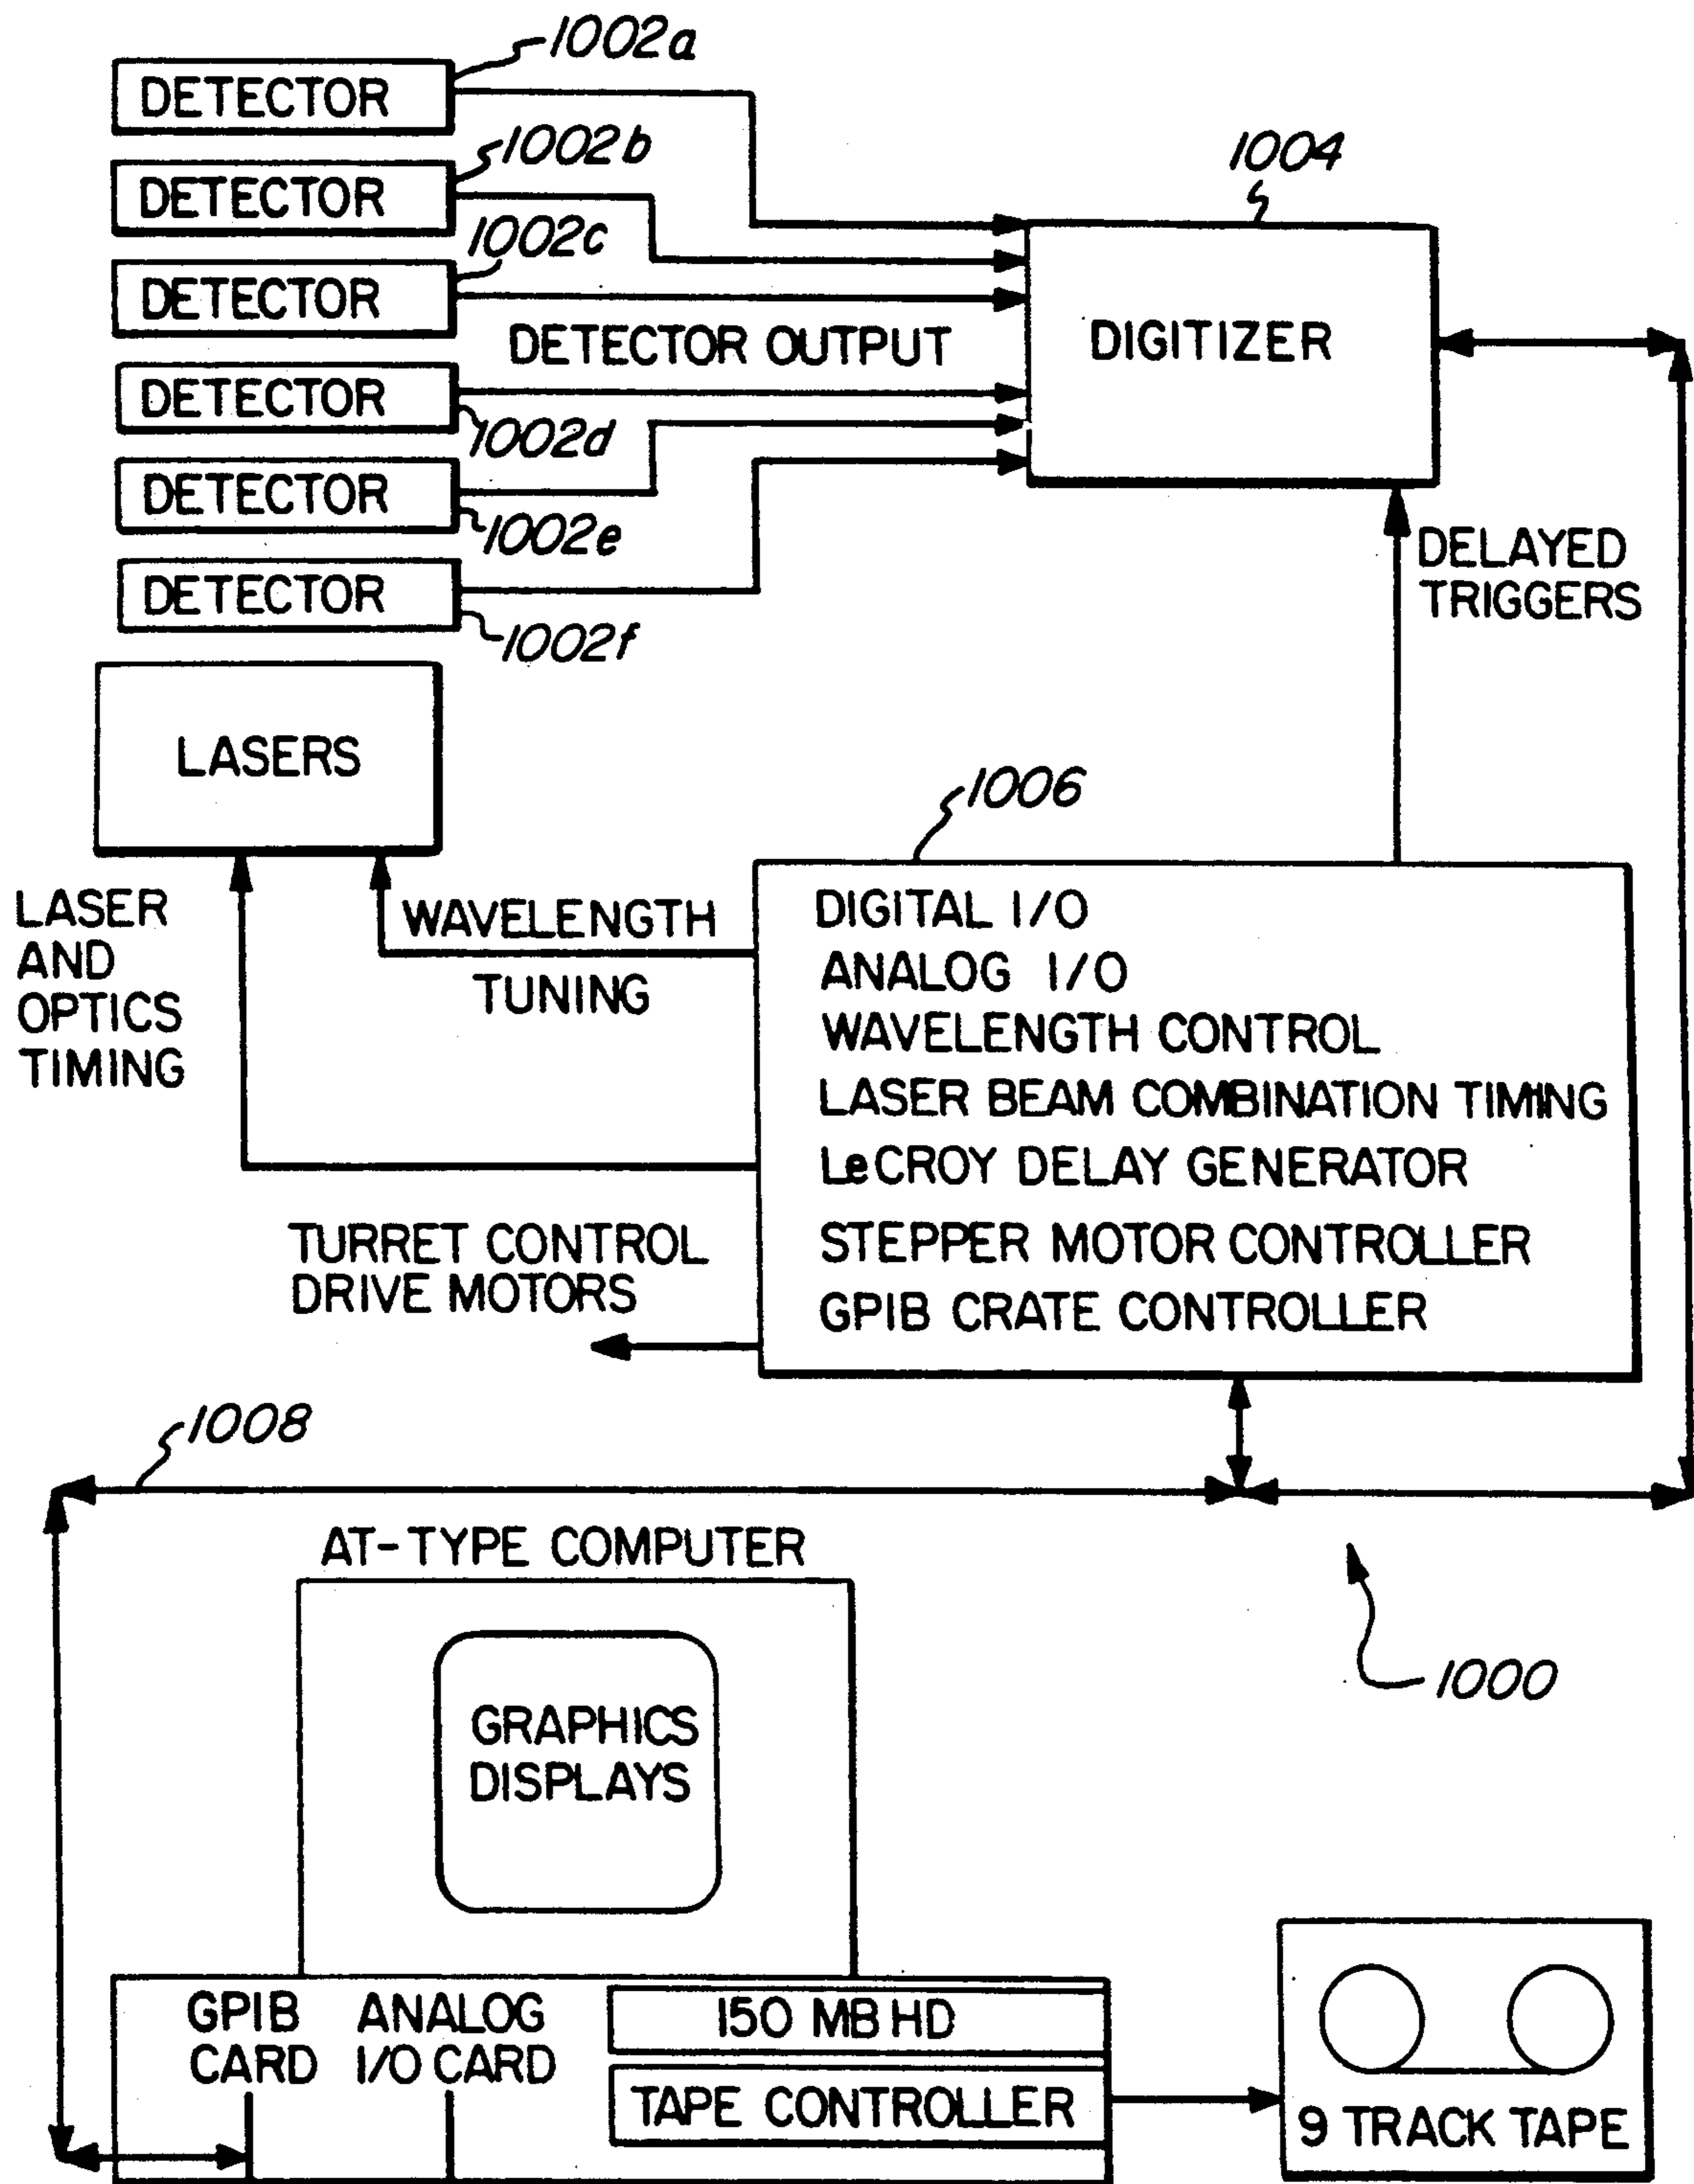 1002a
DETECTOR
1002b
DETECTOR
1004
1002c
DETECTOR
DETECTOR OUTPUT
DIGITIZER
DETECTOR
1002d
DETECTOR
1002e
DELAYED
TRIGGERS
DETECTOR
1002f
LASERS
1006
LASER
AND
OPTICS
TIMING
WAVELENGTH
TUNING
DIGITAL I/O
ANALOG I/O
WAVELENGTH CONTROL
LASER BEAM COMBINATION TIMING
LeCROY DELAY GENERATOR
STEPPER MOTOR CONTROLLER
GPIB CRATE CONTROLLER
TURRET CONTROL
DRIVE MOTORS
1008
AT-TYPE COMPUTER
1000
GRAPHICS
DISPLAYS
GPIB
CARD
ANALOG
I/O CARD
150 MB HD
TAPE CONTROLLER
9 TRACK TAPE